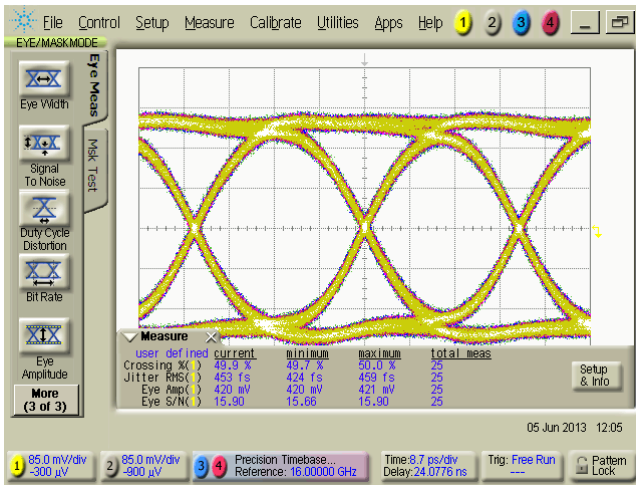 File Control Setup Measure Calibrate Utilities Apps Help 1 2 3 4
EYE/MASK MODE
Eye Meas
Msk Test
Eye Width
Signal
To Noise
Duty Cycle
Distortion
Bit Rate
Eye
Amplitude
More
(3 of 3)
Measure
user defined current minimum maximum total meas
Crossing %(1) 49.9 % 49.7 % 50.0 % 25
Jitter RMS(1) 453 fs 424 fs 459 fs 25
Eye Amp(1) 420 mV 420 mV 421 mV 25
Eye S/N(1) 15.90 15.66 15.90 25
Setup
& Info
05 Jun 2013 12:05
1 85.0 mV/div
-300 µV
2 85.0 mV/div
-900 µV
3 4 Precision Timebase...
Reference: 16.00000 GHz
Time:8.7 ps/div
Delay:24.0776 ns
Trig: Free Run
---
Pattern
Lock